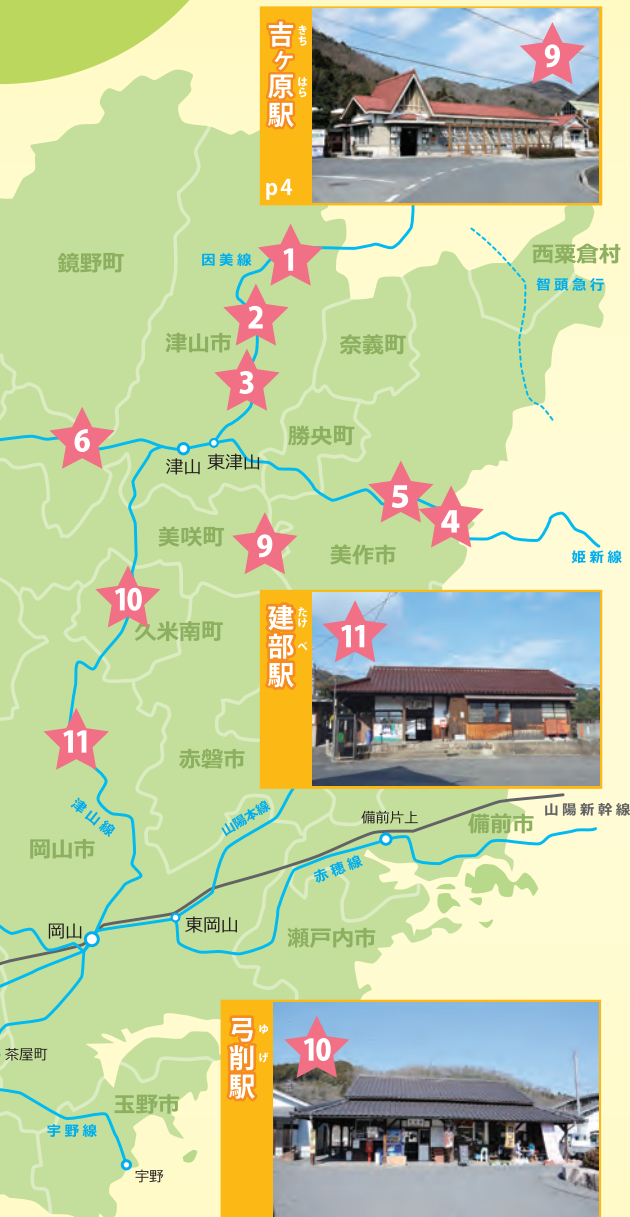 吉ヶ原駅
きち
はら
p4
9
西粟倉村
智頭急行
因美線
1
鏡野町
2
津山市
奈義町
3
勝央町
6
津山
東津山
5
4
美咲町
9
美作市
姫新線
10
久米南町
建部駅
たけ
べ
11
11
赤磐市
津山線
山陽本線
備前片上
山陽新幹線
備前市
岡山市
赤穂線
岡山
東岡山
瀬戸内市
弓削駅
ゆ
げ
10
茶屋町
玉野市
宇野線
宇野